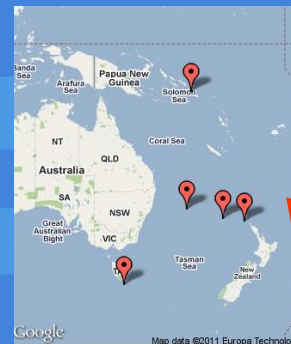 Banda
Sea
Arafura
Sea
Papua New
Guinea
Solomon
Sea
Coral Sea
NT
QLD
Australia
SA
NSW
Great
Australian
Bight
VIC
Tasman
Sea
New
Zealand
Google
Map data ©2011 Europa Technolo